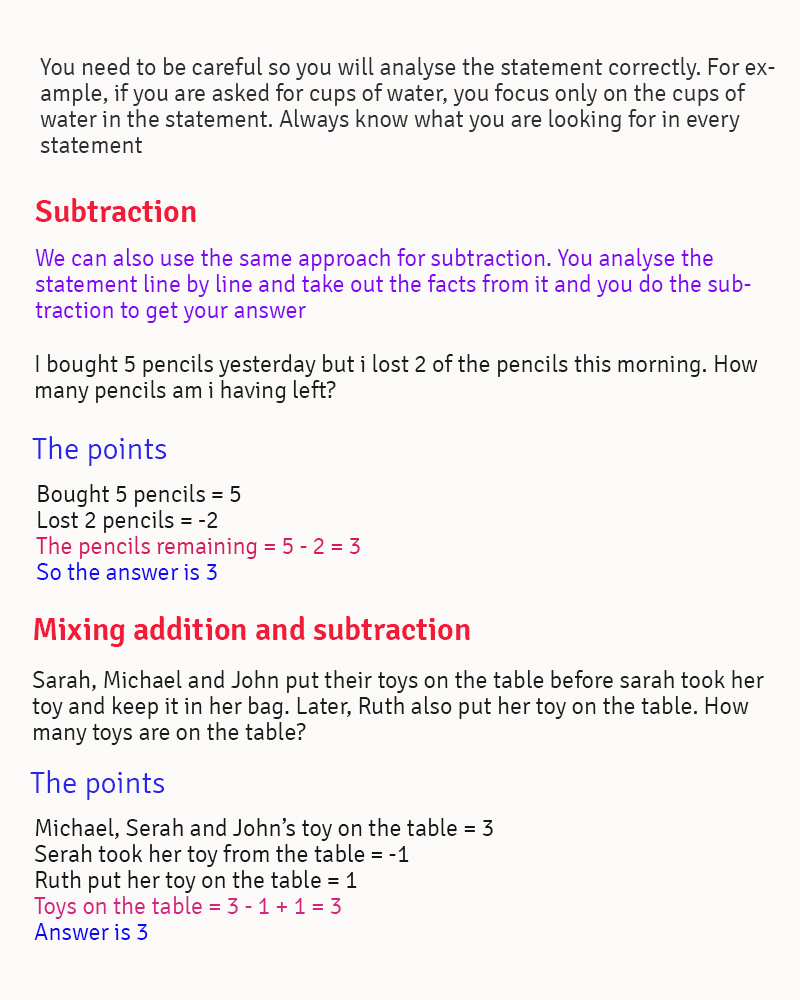 You need to be careful so you will analyse the statement correctly. For ex-
ample, if you are asked for cups of water, you focus only on the cups of
water in the statement. Always know what you are looking for in every
statement
Subtraction
We can also use the same approach for subtraction. You analyse the
statement line by line and take out the facts from it and you do the sub-
traction to get your answer
I bought 5 pencils yesterday but i lost 2 of the pencils this morning. How
many pencils am i having left?
The points
Bought 5 pencils = 5
Lost 2 pencils = -2
The pencils remaining = 5 - 2 = 3
So the answer is 3
Mixing addition and subtraction
Sarah, Michael and John put their toys on the table before sarah took her
toy and keep it in her bag. Later, Ruth also put her toy on the table. How
many toys are on the table?
The points
Michael, Serah and John’s toy on the table = 3
Serah took her toy from the table = -1
Ruth put her toy on the table = 1
Toys on the table = 3 - 1 + 1 = 3
Answer is 3